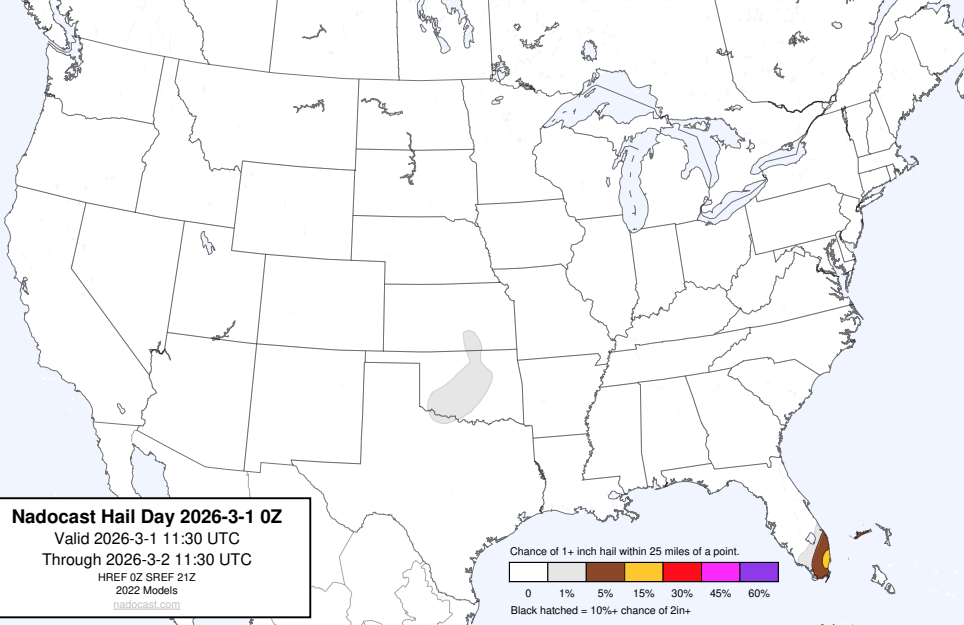 Nadocast Hail Day 2026-3-1 0Z
Valid 2026-3-1 11:30 UTC
Through 2026-3-2 11:30 UTC
HREF 0Z SREF 21Z
2022 Models
nadocast.com
Chance of 1+ inch hail within 25 miles of a point.
0 1% 5% 15% 30% 45% 60%
Black hatched = 10%+ chance of 2in+